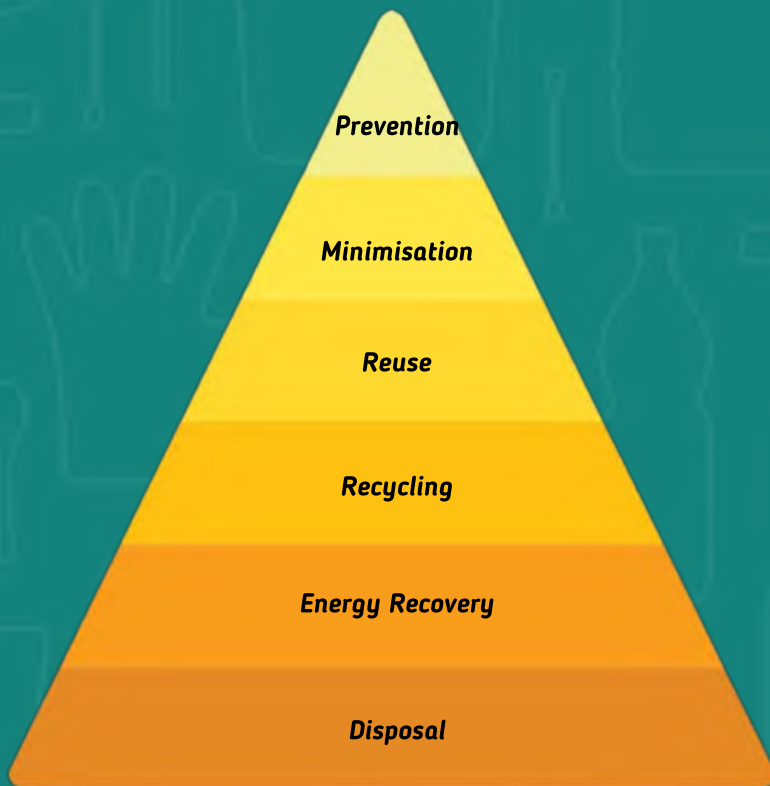 Prevention
Minimisation
Reuse
Recycling
Energy Recovery
Disposal